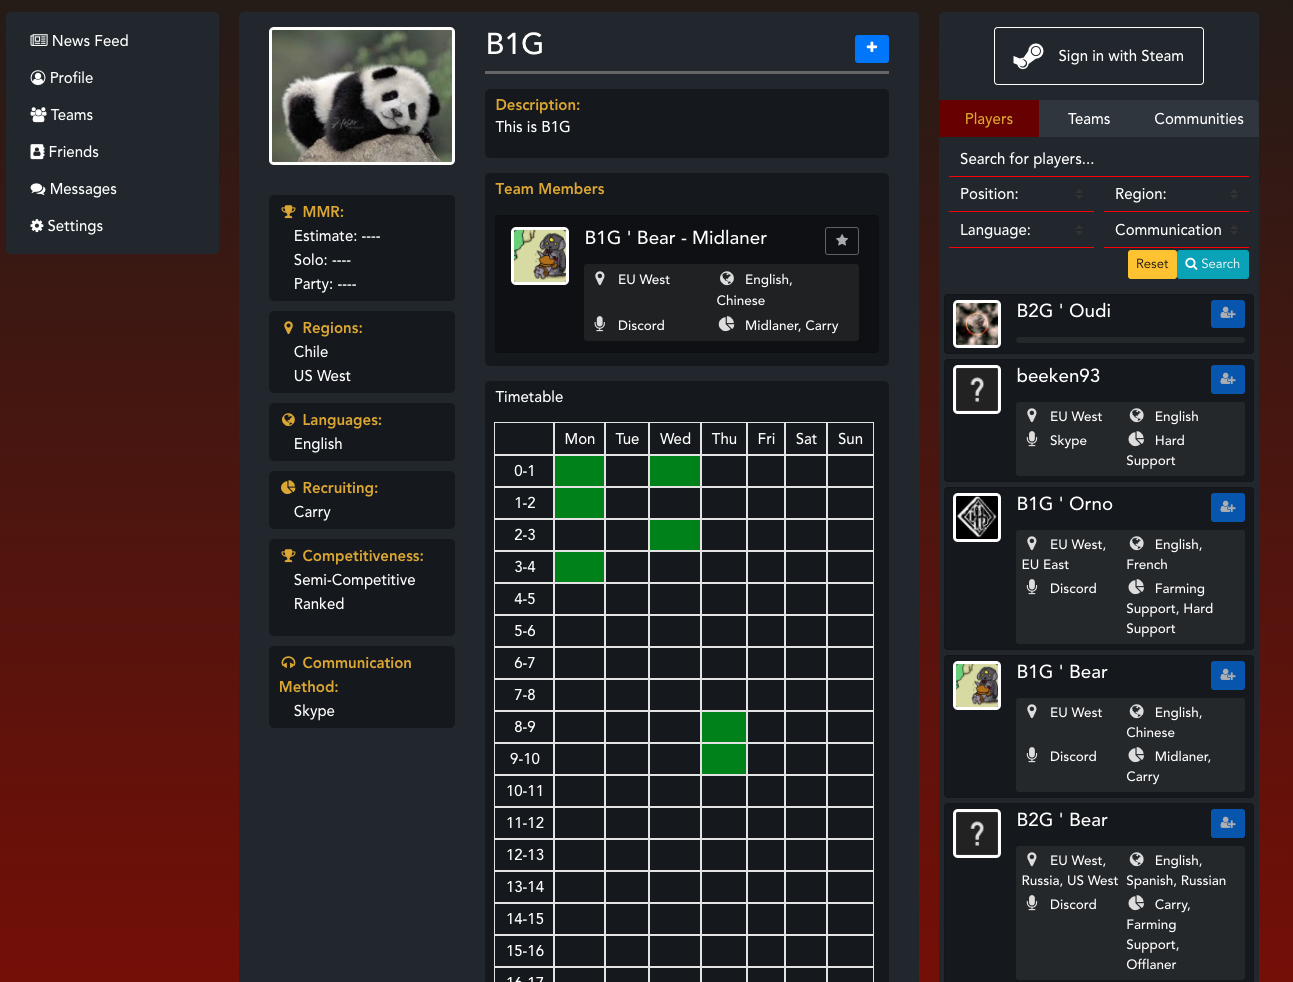 News Feed
Profile
Teams
Friends
Messages
Settings
MMR:
Estimate: ----
Solo: ----
Party: ----
Regions:
Chile
US West
Languages:
English
Recruiting:
Carry
Competitiveness:
Semi-Competitive
Ranked
Communication
Method:
Skype
B1G
+
Description:
This is B1G
Team Members
B1G ' Bear - Midlaner
EU West
English,
Chinese
Discord
Midlaner, Carry
Timetable
Mon Tue Wed Thu Fri Sat Sun
0-1
1-2
2-3
3-4
4-5
5-6
6-7
7-8
8-9
9-10
10-11
11-12
12-13
13-14
14-15
15-16
16-17
Sign in with Steam
Players Teams Communities
Search for players...
Position: Region:
Language: Communication
Reset Search
B2G ' Oudi
beeken93
?
EU West
English
Skype
Hard
Support
B1G ' Orno
EU West,
EU East
English,
French
Discord
Farming
Support, Hard
Support
B1G ' Bear
EU West
English,
Chinese
Discord
Midlaner,
Carry
B2G ' Bear
?
EU West,
Russia, US West
English,
Spanish, Russian
Discord
Carry,
Farming
Support,
Offlaner